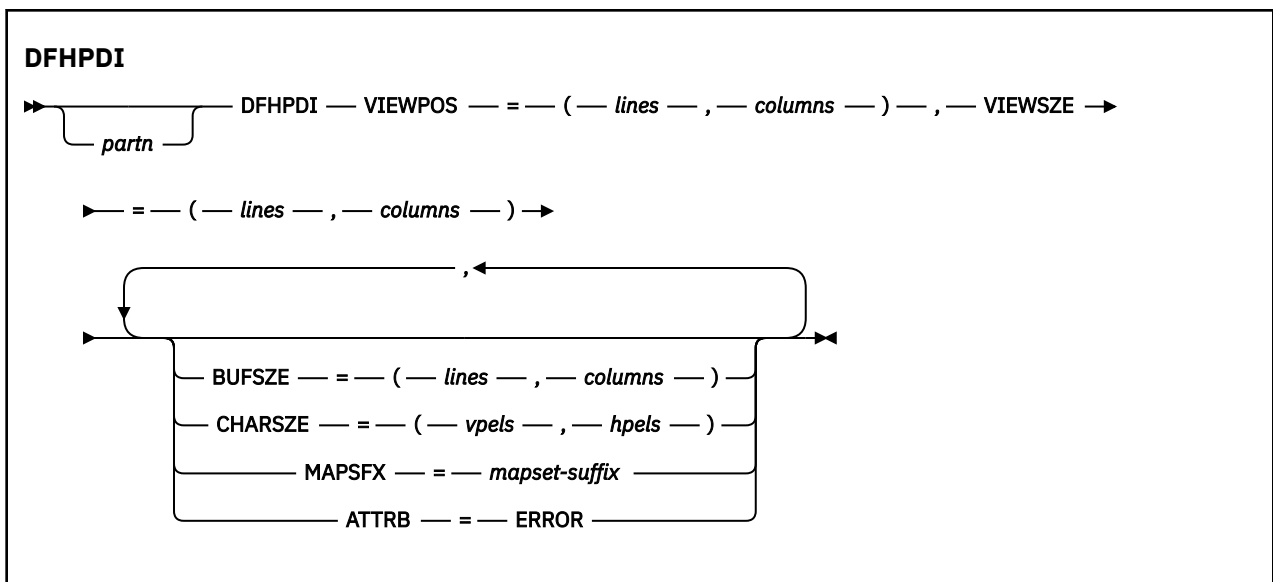 DFHPDI
DFHPDI VIEWPOS = ( lines , columns ) , VIEWSZE
partn
= ( lines , columns )
,
BUFSZE = ( lines , columns )
CHARSZE = ( vpels , hpels )
MAPSFX = mapset-suffix
ATTRB = ERROR